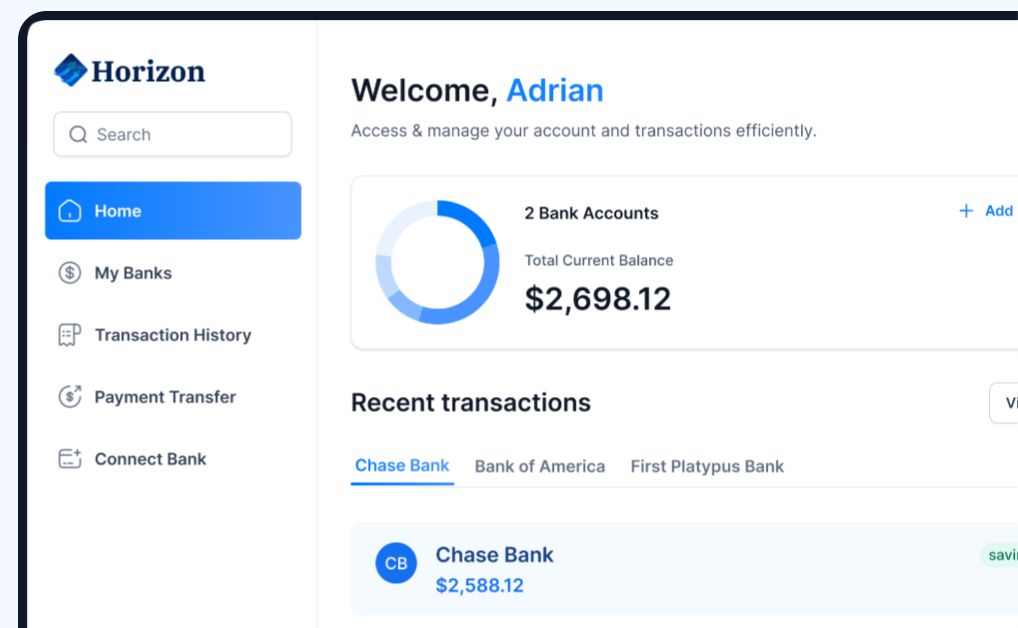 Horizon
Search
Home
My Banks
Transaction History
Payment Transfer
Connect Bank
Welcome, Adrian
Access & manage your account and transactions efficiently.
2 Bank Accounts
+ Add
Total Current Balance
$2,698.12
Recent transactions
Chase Bank Bank of America First Platypus Bank
CB
Chase Bank
$2,588.12